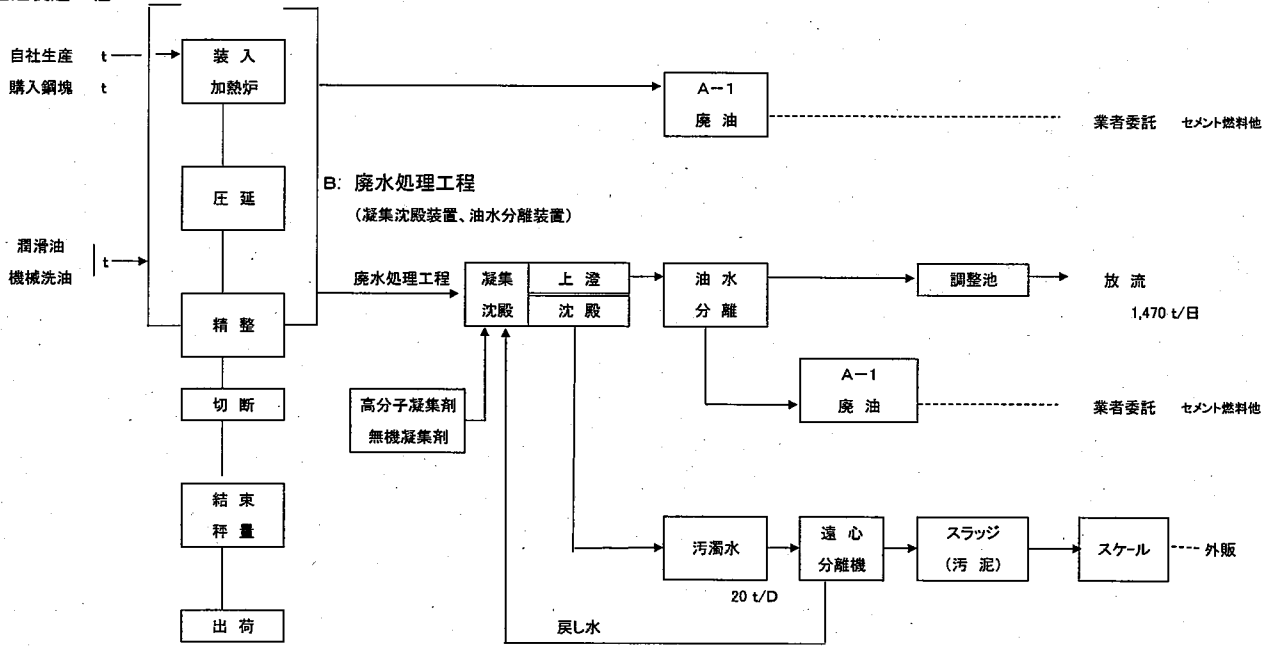 自社生産 t
購入鋼塊 t
装 入
加熱炉
圧 延
潤滑油
機械洗油
t
精 整
切 断
結 束
秤 量
出 荷
A-1
廃 油
業者委託 セメント燃料他
B: 廃水処理工程
(凝集沈殿装置、油水分離装置)
廃水処理工程
凝集
沈殿
上 澄
沈 殿
油 水
分 離
調整池
放 流
1,470 t/日
高分子凝集剤
無機凝集剤
A-1
廃 油
業者委託 セメント燃料他
汚濁水
20 t/D
遠 心
分離機
スラッジ
(汚 泥)
スケール
外販
戻し水